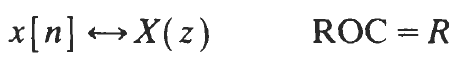 x[n] ↔ X(z) ROC = R